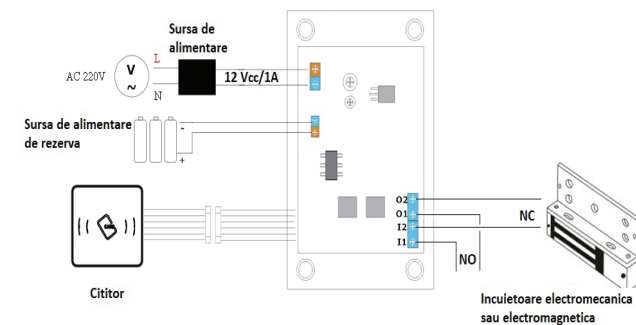 Sursa de
alimentare
L
AC 220V
V
~
12 Vcc/1A
+
-
N
Sursa de alimentare
de rezerva
-
+
-
+
O2
O1
I2
I1
NC
NO
Cititor
Incuietoare electromecanica
sau electromagnetica